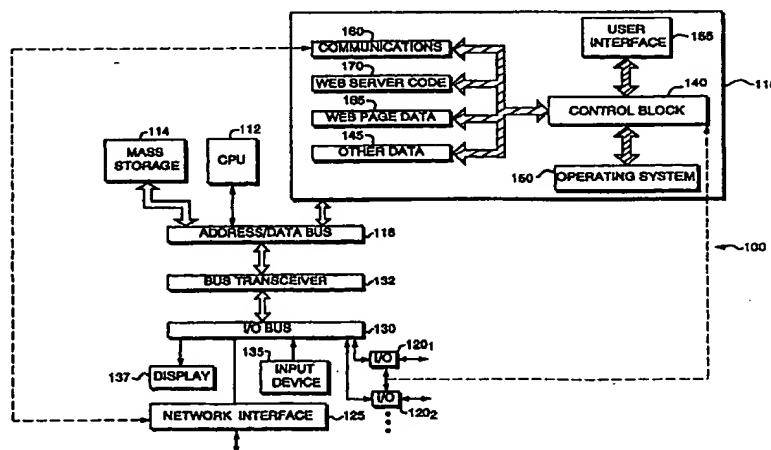 160
COMMUNICATIONS
170
WEB SERVER CODE
165
WEB PAGE DATA
145
OTHER DATA
USER
INTERFACE
155
140
CONTROL BLOCK
150
OPERATING SYSTEM
114
MASS
STORAGE
112
CPU
ADDRESS/DATA BUS
118
BUS TRANSCEIVER
132
I/O BUS
130
100
137
DISPLAY
135
INPUT
DEVICE
I/O
120₁
I/O
120₂
NETWORK INTERFACE
125